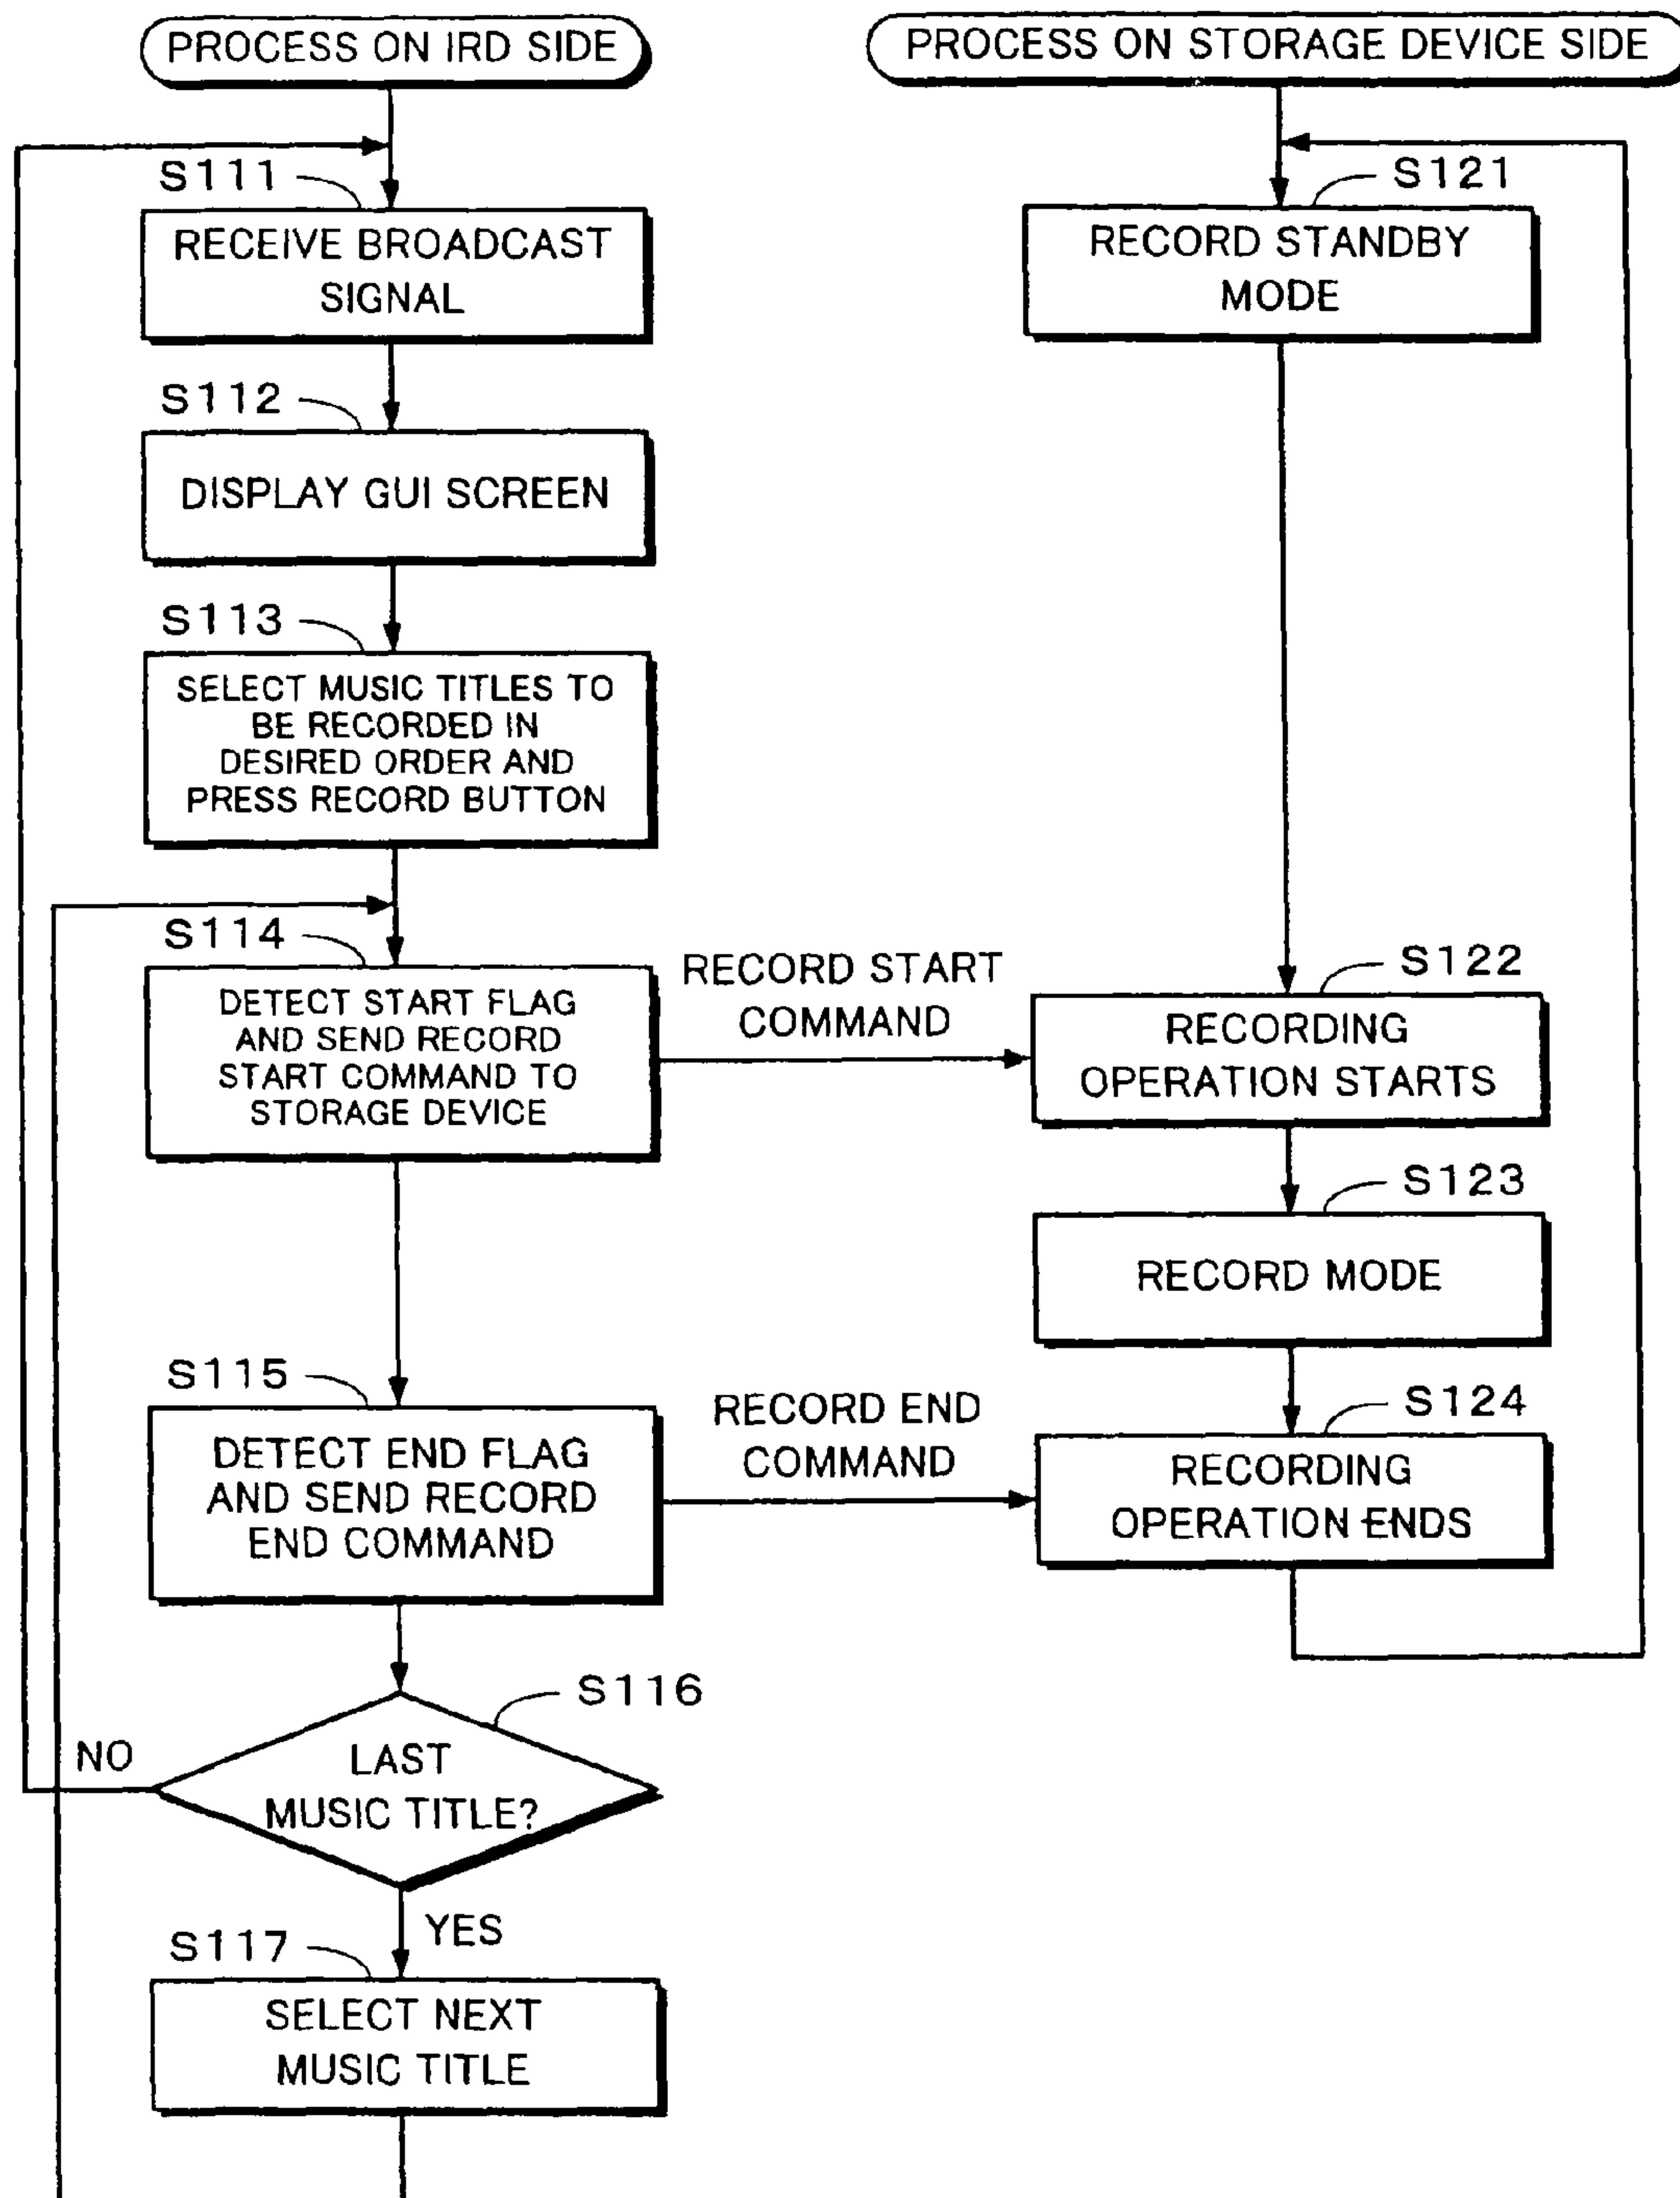 PROCESS ON IRD SIDE
S111
RECEIVE BROADCAST
SIGNAL
S112
DISPLAY GUI SCREEN
S113
SELECT MUSIC TITLES TO
BE RECORDED IN
DESIRED ORDER AND
PRESS RECORD BUTTON
S114
DETECT START FLAG
AND SEND RECORD
START COMMAND TO
STORAGE DEVICE
RECORD START
COMMAND
S115
DETECT END FLAG
AND SEND RECORD
END COMMAND
RECORD END
COMMAND
S116
LAST
MUSIC TITLE?
NO
YES
S117
SELECT NEXT
MUSIC TITLE
PROCESS ON STORAGE DEVICE SIDE
S121
RECORD STANDBY
MODE
S122
RECORDING
OPERATION STARTS
S123
RECORD MODE
S124
RECORDING
OPERATION ENDS